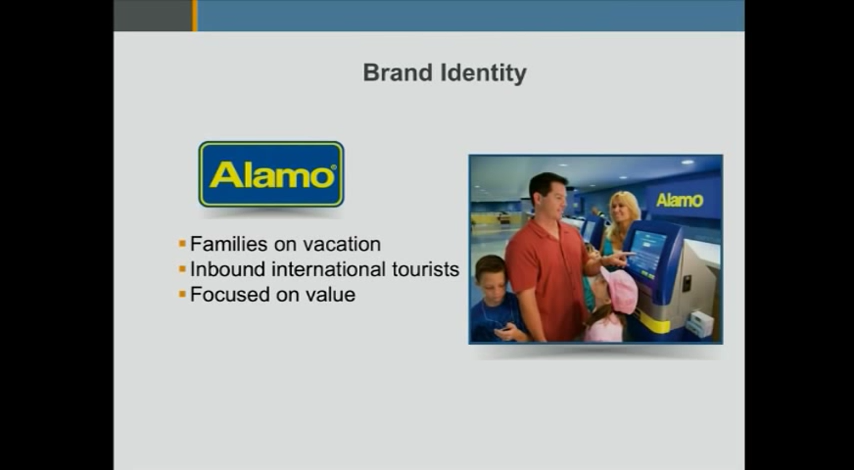 Brand Identity
Alamo®
Families on vacation
Inbound international tourists
Focused on value
Alamo